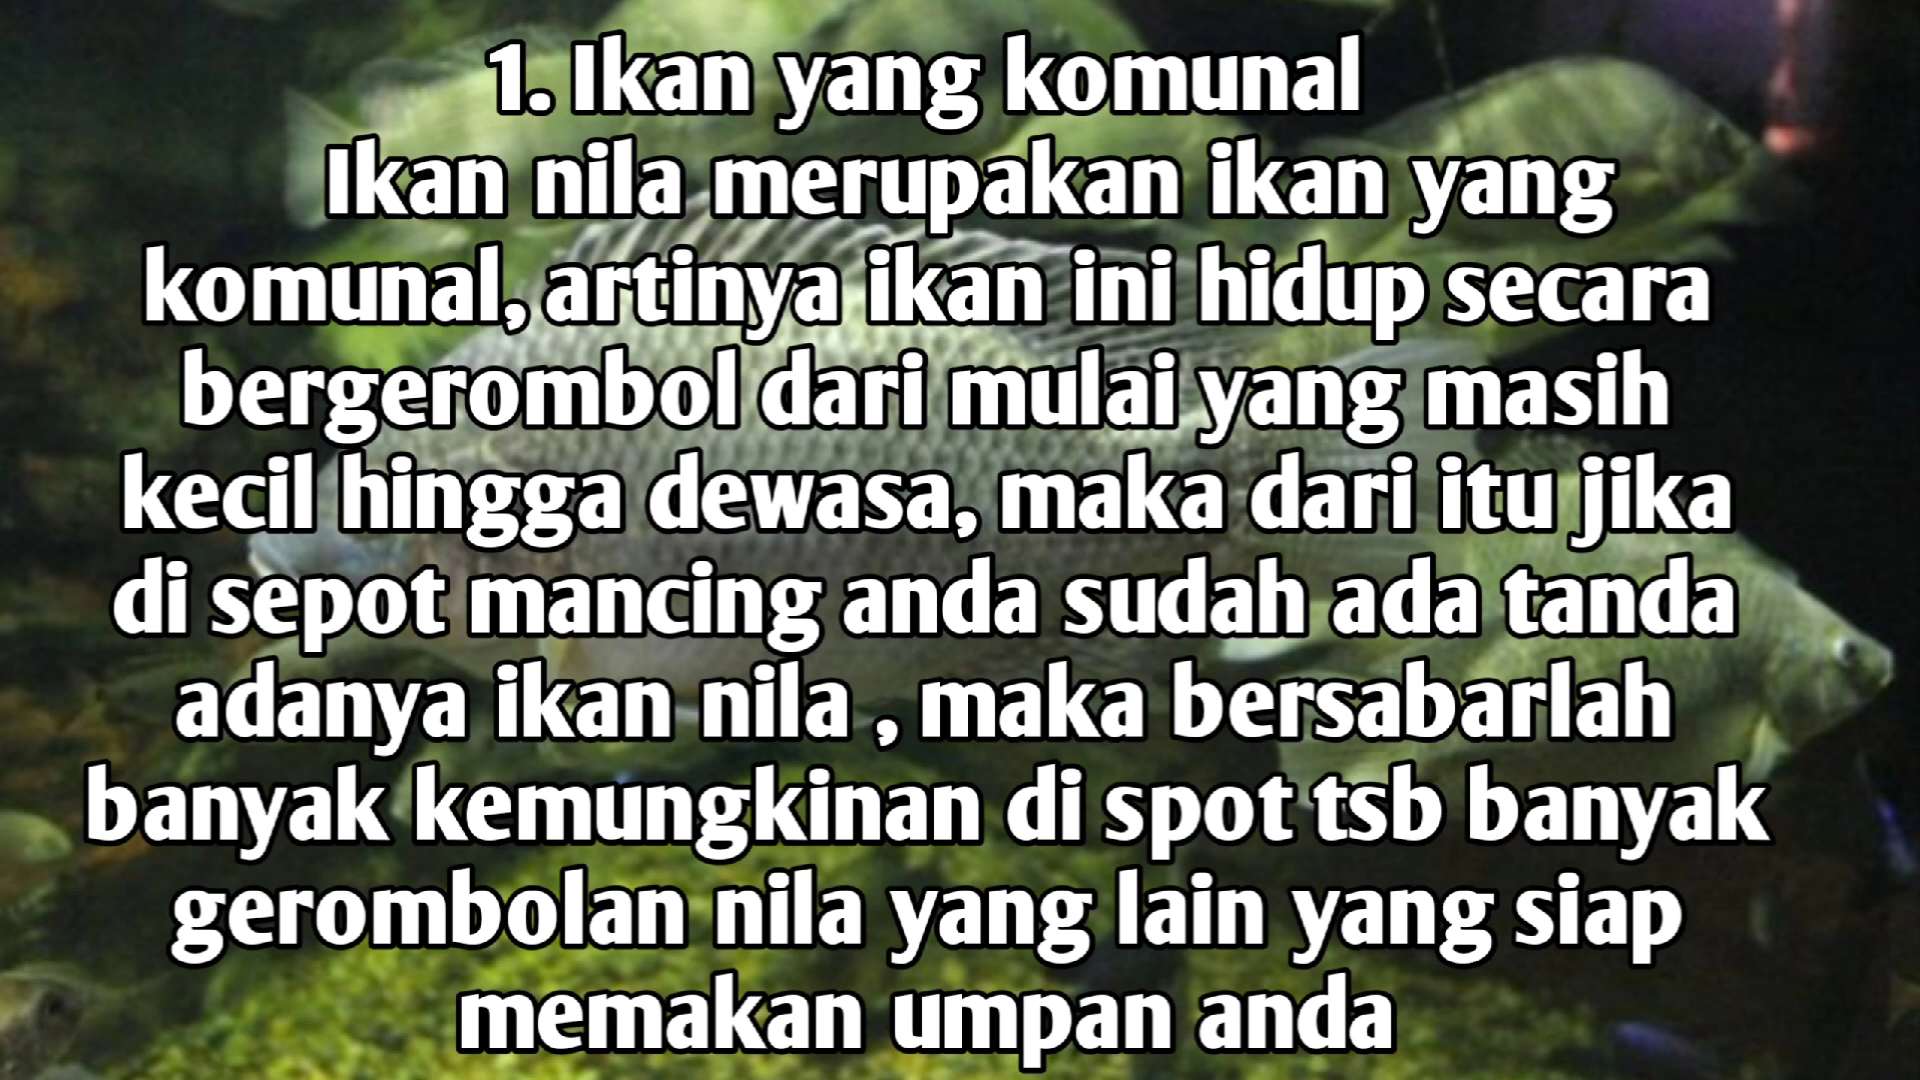 1. Ikan yang komunal
Ikan nila merupakan ikan yang
komunal, artinya ikan ini hidup secara
bergerombol dari mulai yang masih
kecil hingga dewasa, maka dari itu jika
di sepot mancing anda sudah ada tanda
adanya ikan nila , maka bersabarlah
banyak kemungkinan di spot tsb banyak
gerombolan nila yang lain yang siap
memakan umpan anda